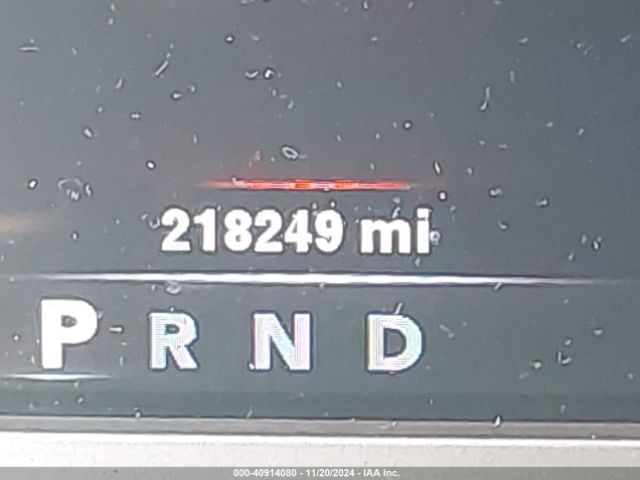 218249 mi
P R N D
000-40914080 - 11/20/2024 - IAA Inc.